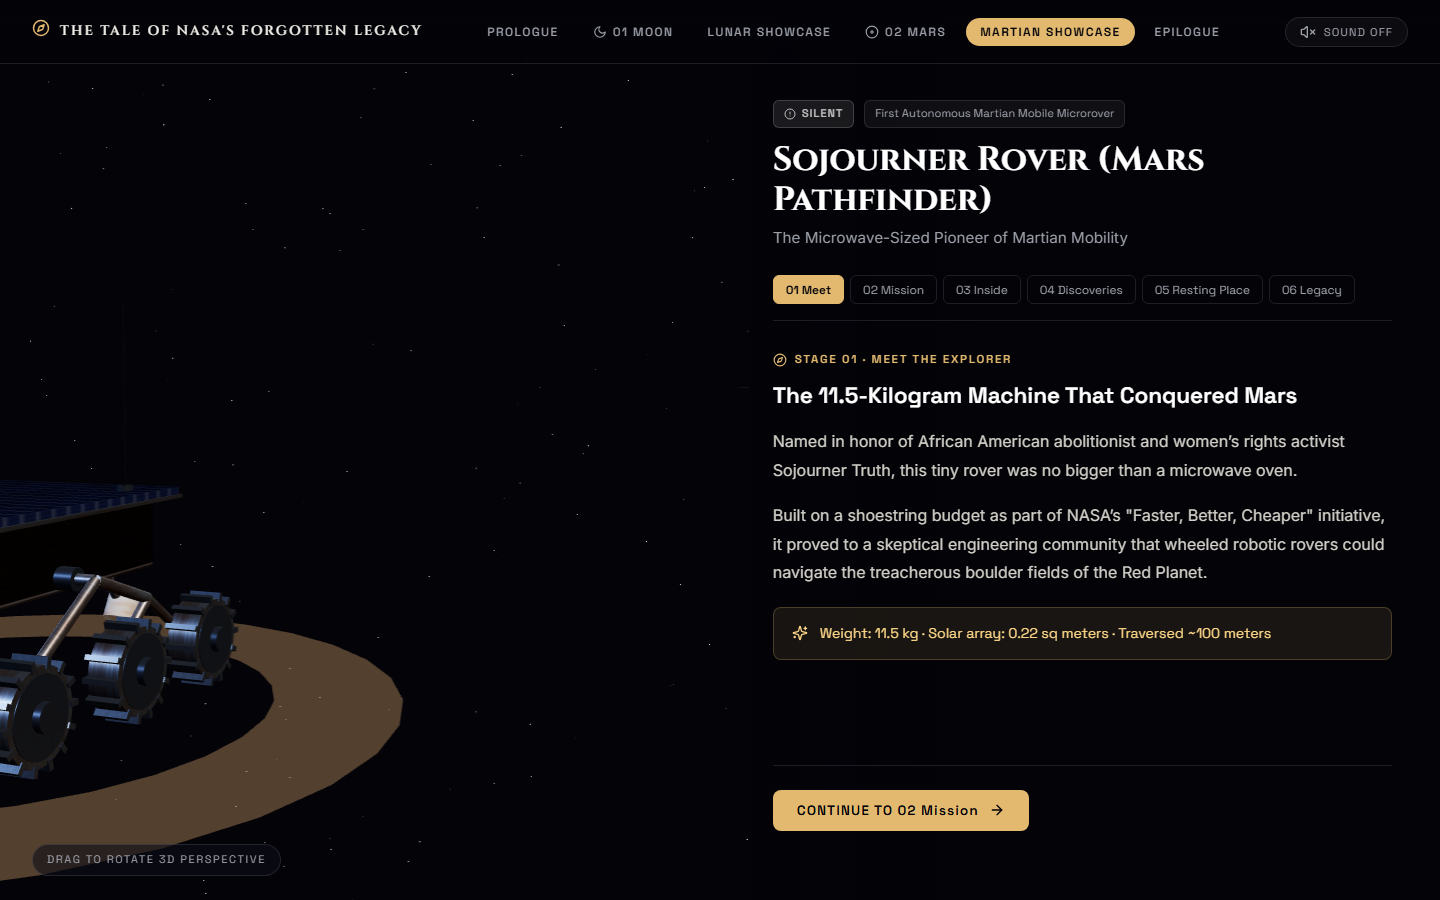 THE TALE OF NASA'S FORGOTTEN LEGACY
PROLOGUE
01 MOON
LUNAR SHOWCASE
02 MARS
MARTIAN SHOWCASE
EPILOGUE
SOUND OFF
SILENT
First Autonomous Martian Mobile Microrover
Sojourner Rover (Mars
Pathfinder)
The Microwave-Sized Pioneer of Martian Mobility
01 Meet
02 Mission
03 Inside
04 Discoveries
05 Resting Place
06 Legacy
STAGE 01 · MEET THE EXPLORER
The 11.5-Kilogram Machine That Conquered Mars
Named in honor of African American abolitionist and women’s rights activist
Sojourner Truth, this tiny rover was no bigger than a microwave oven.
Built on a shoestring budget as part of NASA’s "Faster, Better, Cheaper" initiative,
it proved to a skeptical engineering community that wheeled robotic rovers could
navigate the treacherous boulder fields of the Red Planet.
Weight: 11.5 kg · Solar array: 0.22 sq meters · Traversed ~100 meters
CONTINUE TO 02 Mission
DRAG TO ROTATE 3D PERSPECTIVE